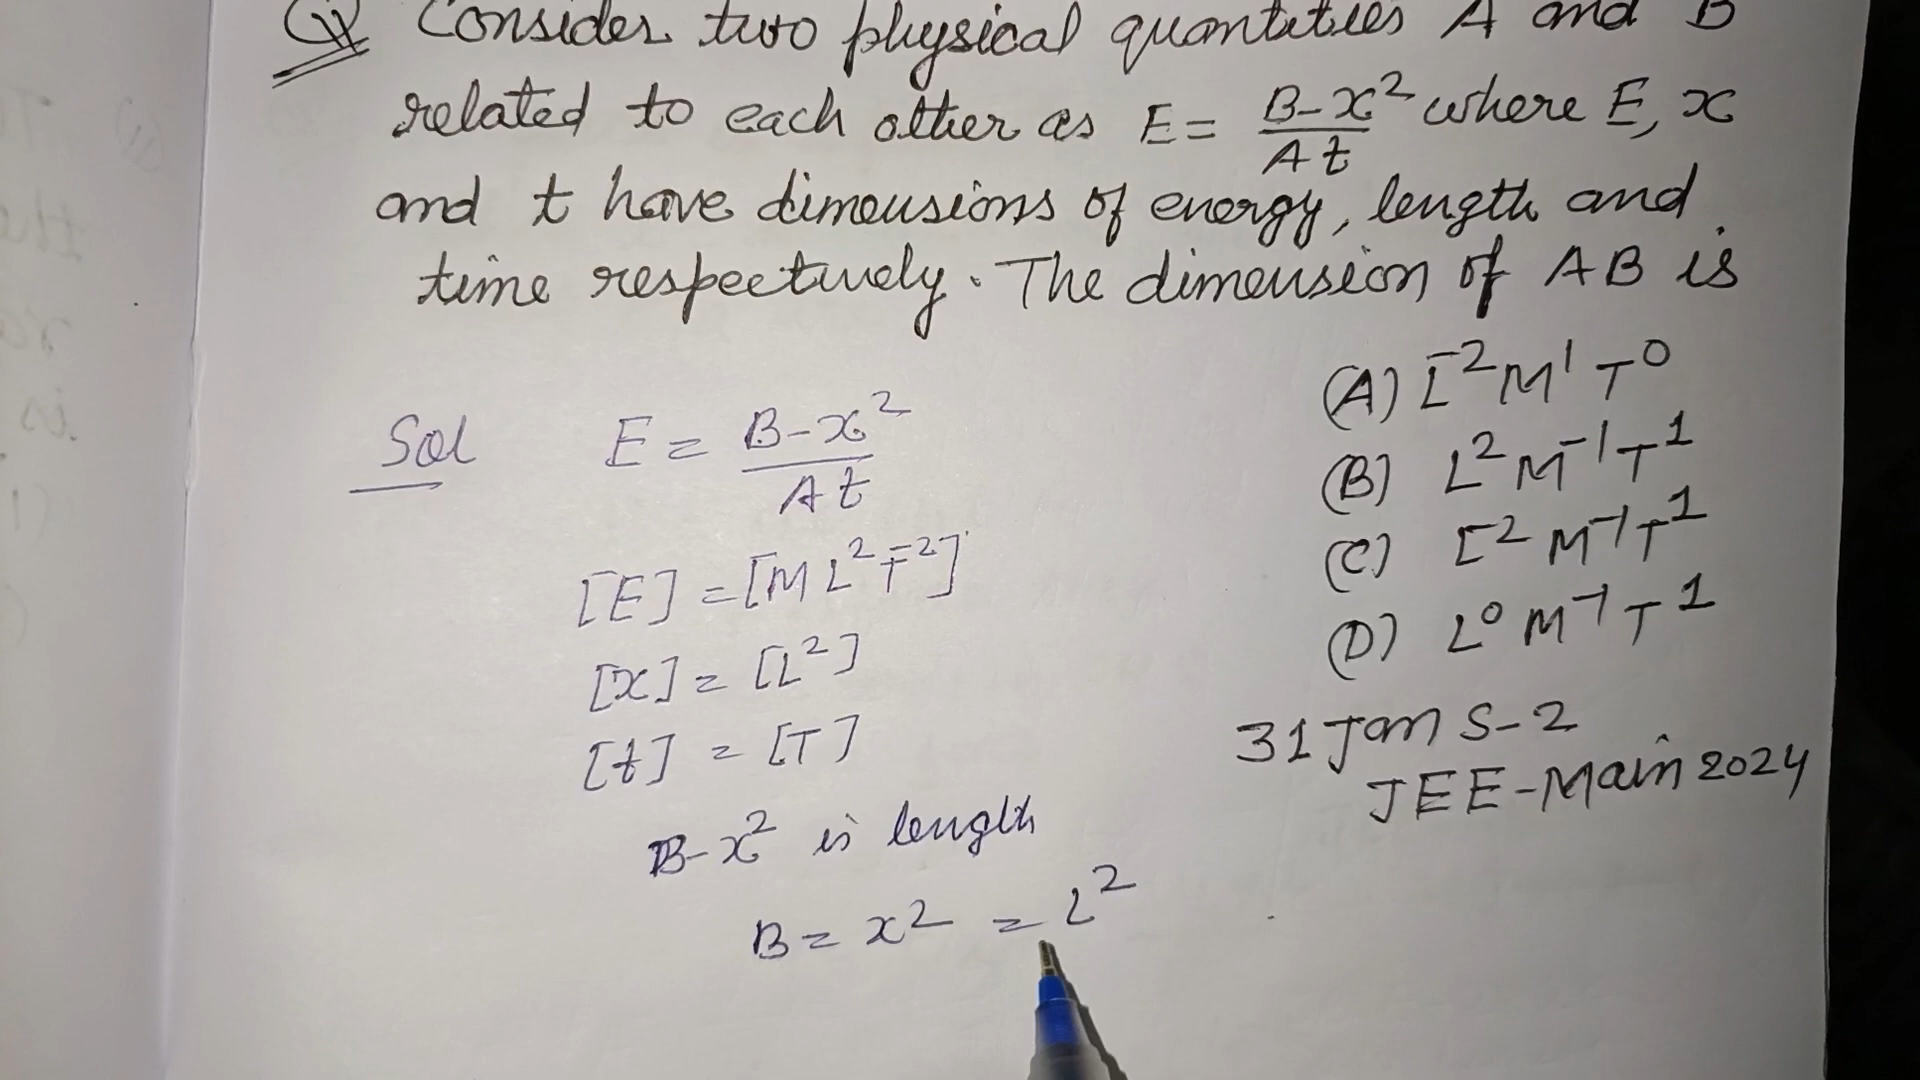 Q Consider two physical quantities A and B
related to each other as E = B-x²/At where E, x
and t have dimensions of energy, length and
time respectively. The dimension of AB is
(A) L⁻²M¹T⁰
(B) L²M⁻¹T¹
(C) L⁻²M⁻¹T¹
(D) L⁰M⁻¹T¹
31 Jan S-2
JEE-Main 2024
Sol E = B-x²/At
[E] = [ML²T⁻²]
[x] = [L²]
[t] = [T]
B-x² is length
B = x² = L²